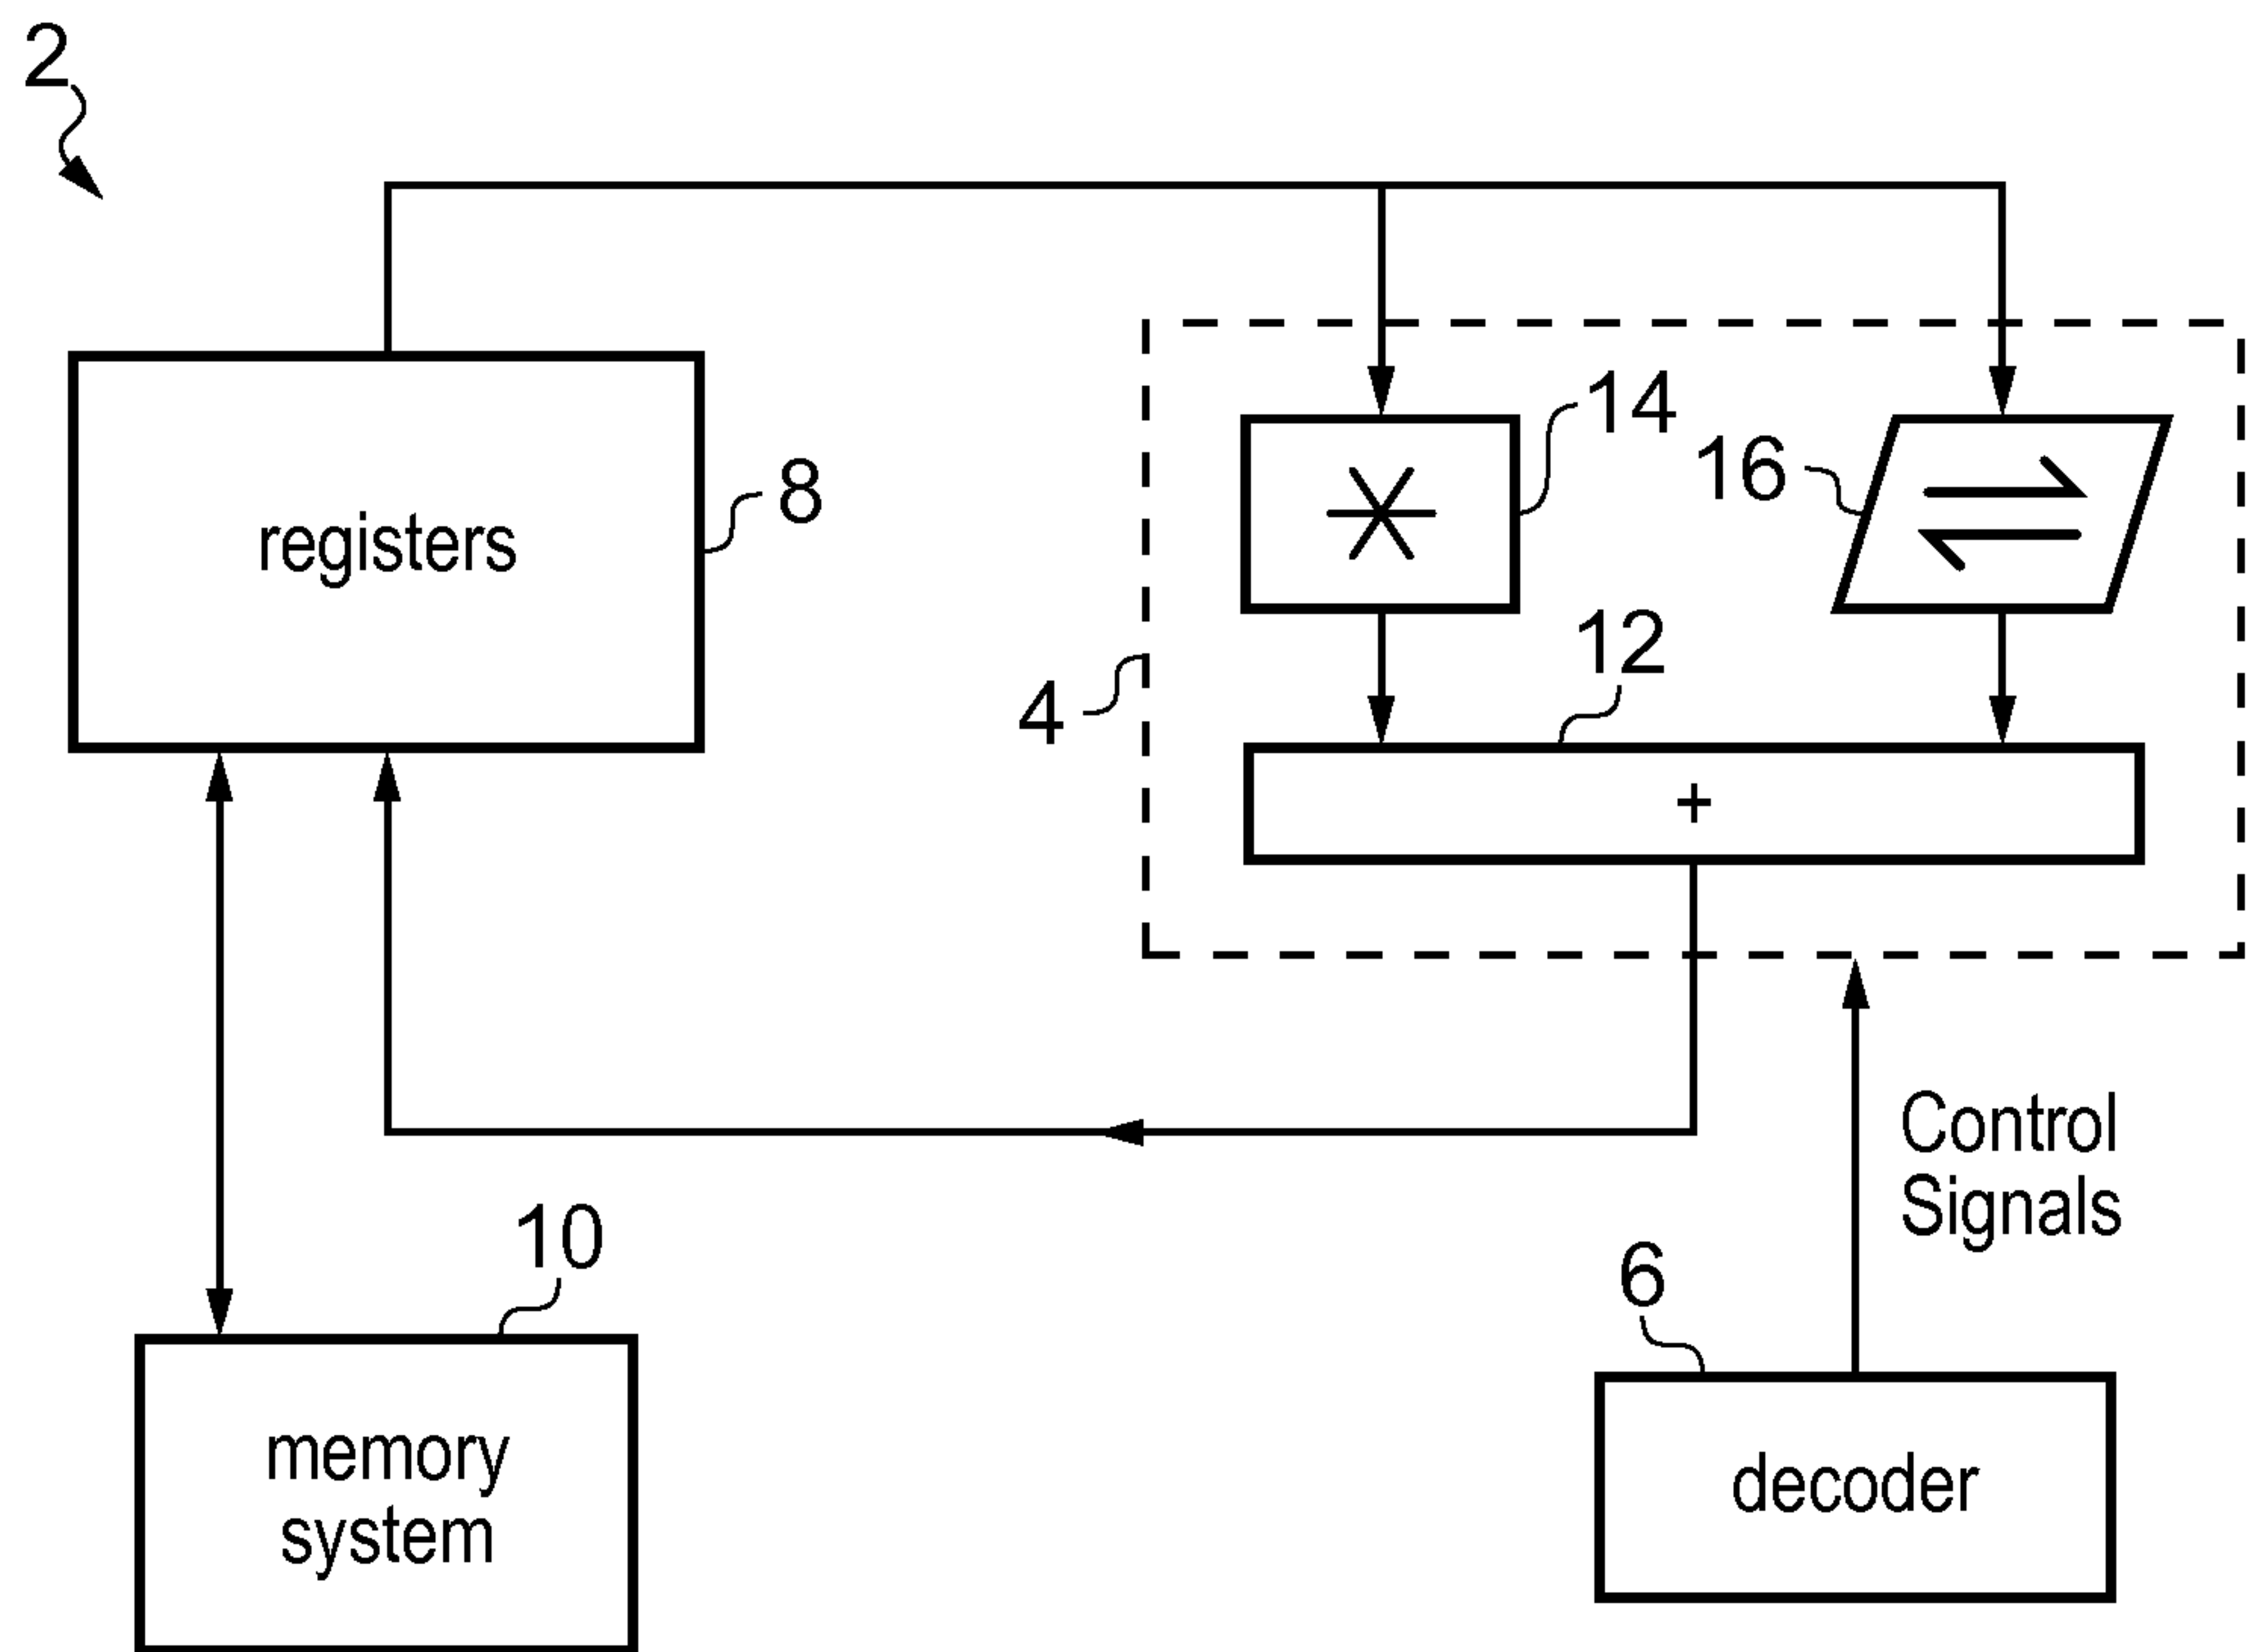 2
14
16
8
registers
12
4
+
Control
Signals
10
6
memory
system
decoder